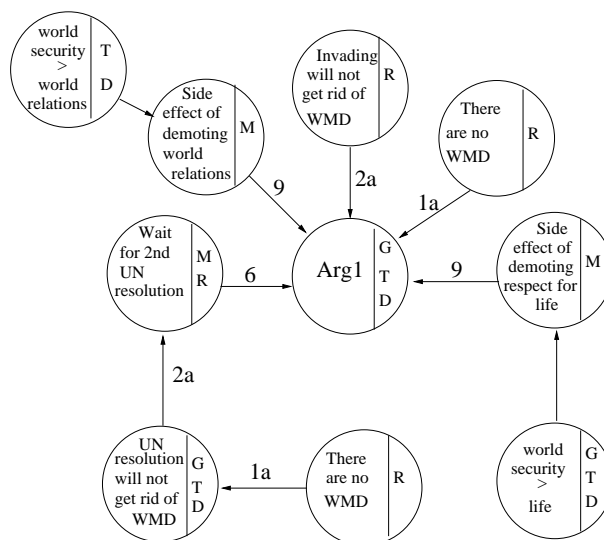 world
security
>
world
relations
T
D
Side
effect of
demoting
world
relations
M
Invading
will not
get rid of
WMD
R
There
are no
WMD
R
9
2a
1a
Wait
for 2nd
UN
resolution
M
R
6
Arg1
G
T
D
9
Side
effect of
demoting
respect for
life
M
2a
UN
resolution
will not
get rid of
WMD
G
T
D
1a
There
are no
WMD
R
world
security
>
life
G
T
D